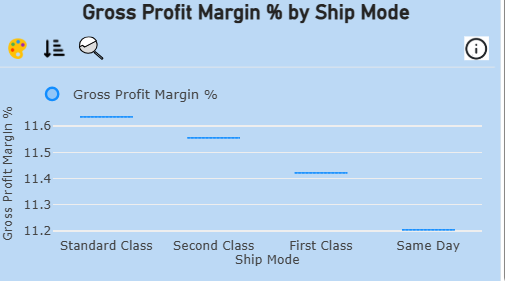 Gross Profit Margin % by Ship Mode
Gross Profit Margin %
Gross Profit Margin %
11.6
11.5
11.4
11.3
11.2
Standard Class Second Class First Class Same Day
Ship Mode